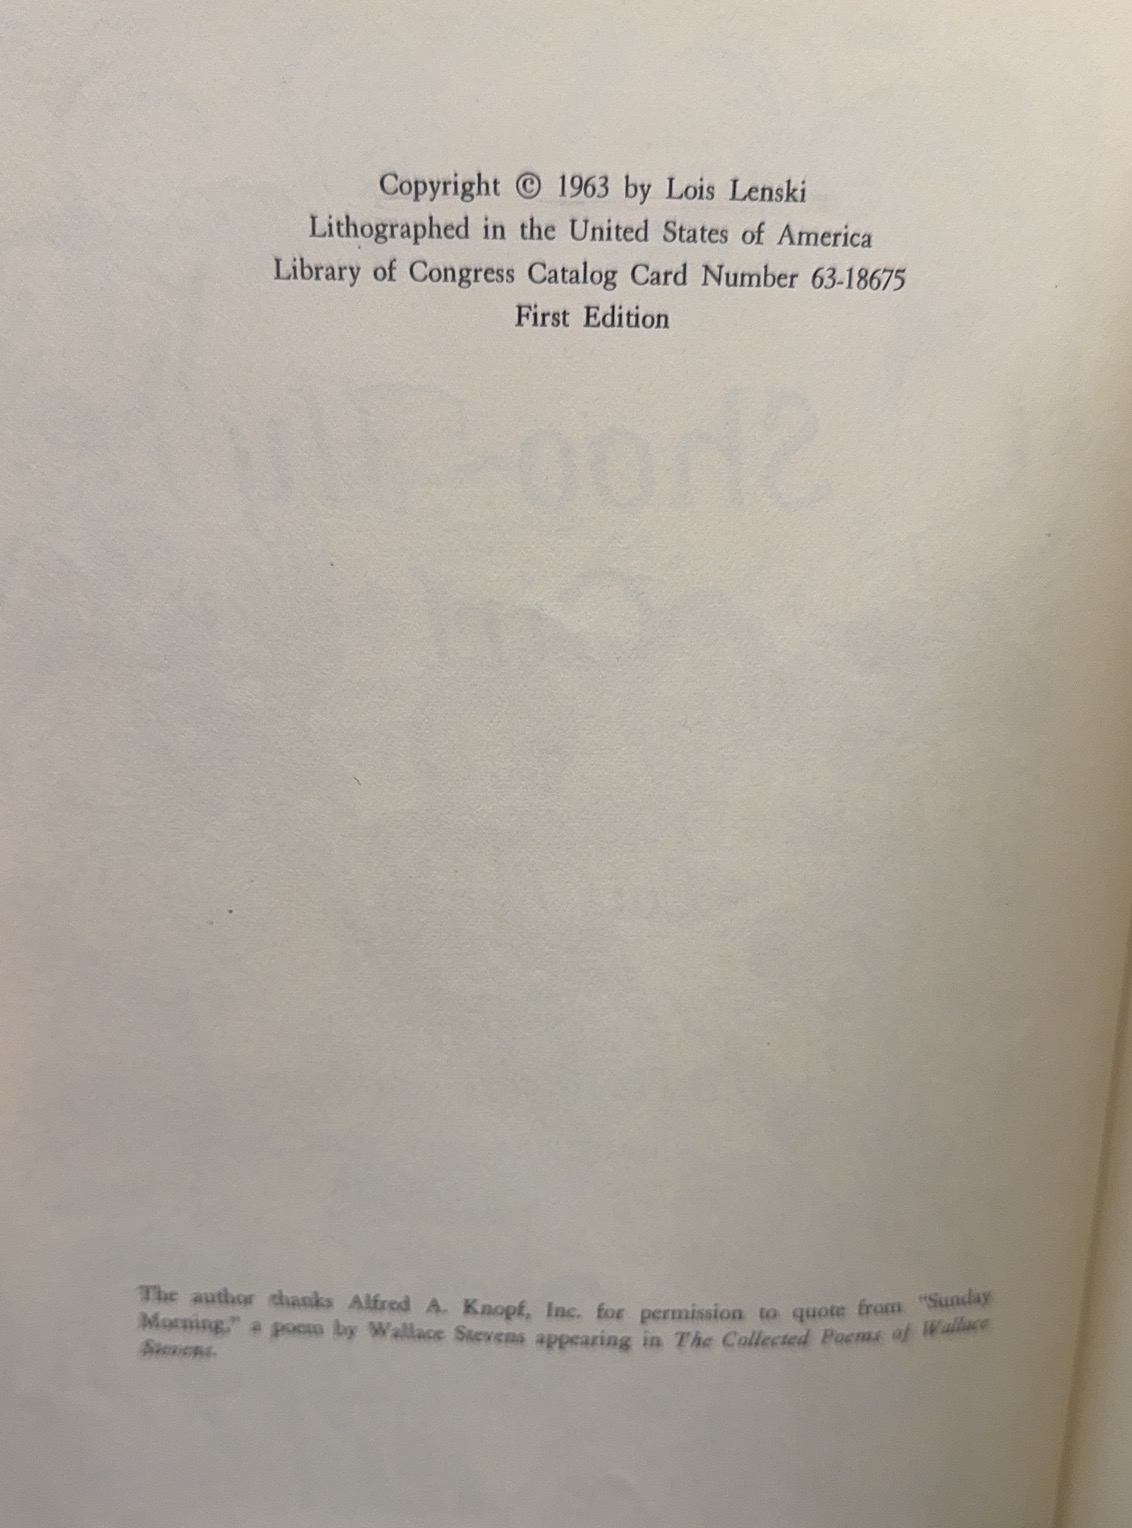 Copyright © 1963 by Lois Lenski
Lithographed in the United States of America
Library of Congress Catalog Card Number 63-18675
First Edition
Shoo-Fly
The author thanks Alfred A. Knopf, Inc. for permission to quote from "Sunday
Morning," a poem by Wallace Stevens appearing in The Collected Poems of Wallace
Stevens.